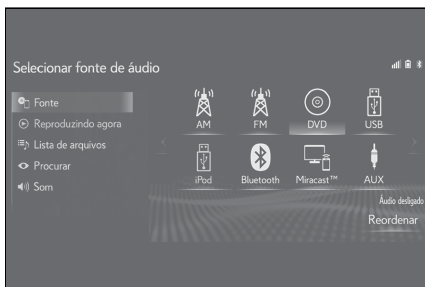 Selecionar fonte de áudio
Fonte
Reproduzindo agora
Lista de arquivos
Procurar
Som
AM
FM
DVD
USB
iPod
Bluetooth
Miracast™
AUX
Áudio desligado
Reordenar